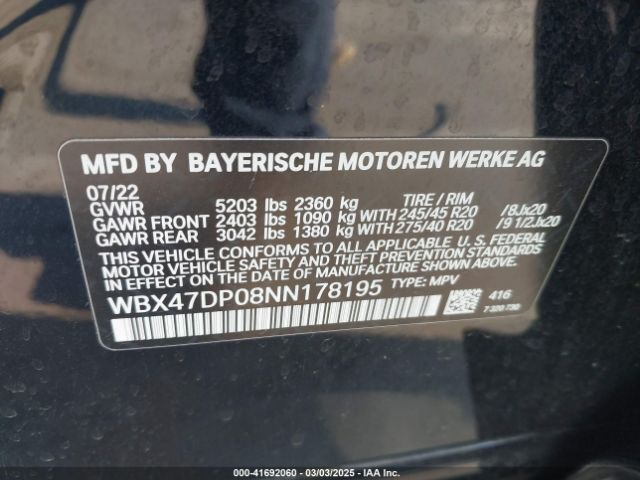 MFD BY BAYERISCHE MOTOREN WERKE AG
07/22
GVWR 5203 lbs 2360 kg TIRE / RIM
GAWR FRONT 2403 lbs 1090 kg WITH 245/45 R20 /8Jx20
GAWR REAR 3042 lbs 1380 kg WITH 275/40 R20 /9 1/2Jx20
THIS VEHICLE CONFORMS TO ALL APPLICABLE U. S. FEDERAL
MOTOR VEHICLE SAFETY AND THEFT PREVENTION STANDARDS
IN EFFECT ON THE DATE OF MANUFACTURE SHOWN ABOVE.
WBX47DP08NN178195 TYPE: MPV
416
7 320 730
000-41692060 - 03/03/2025 - IAA Inc.